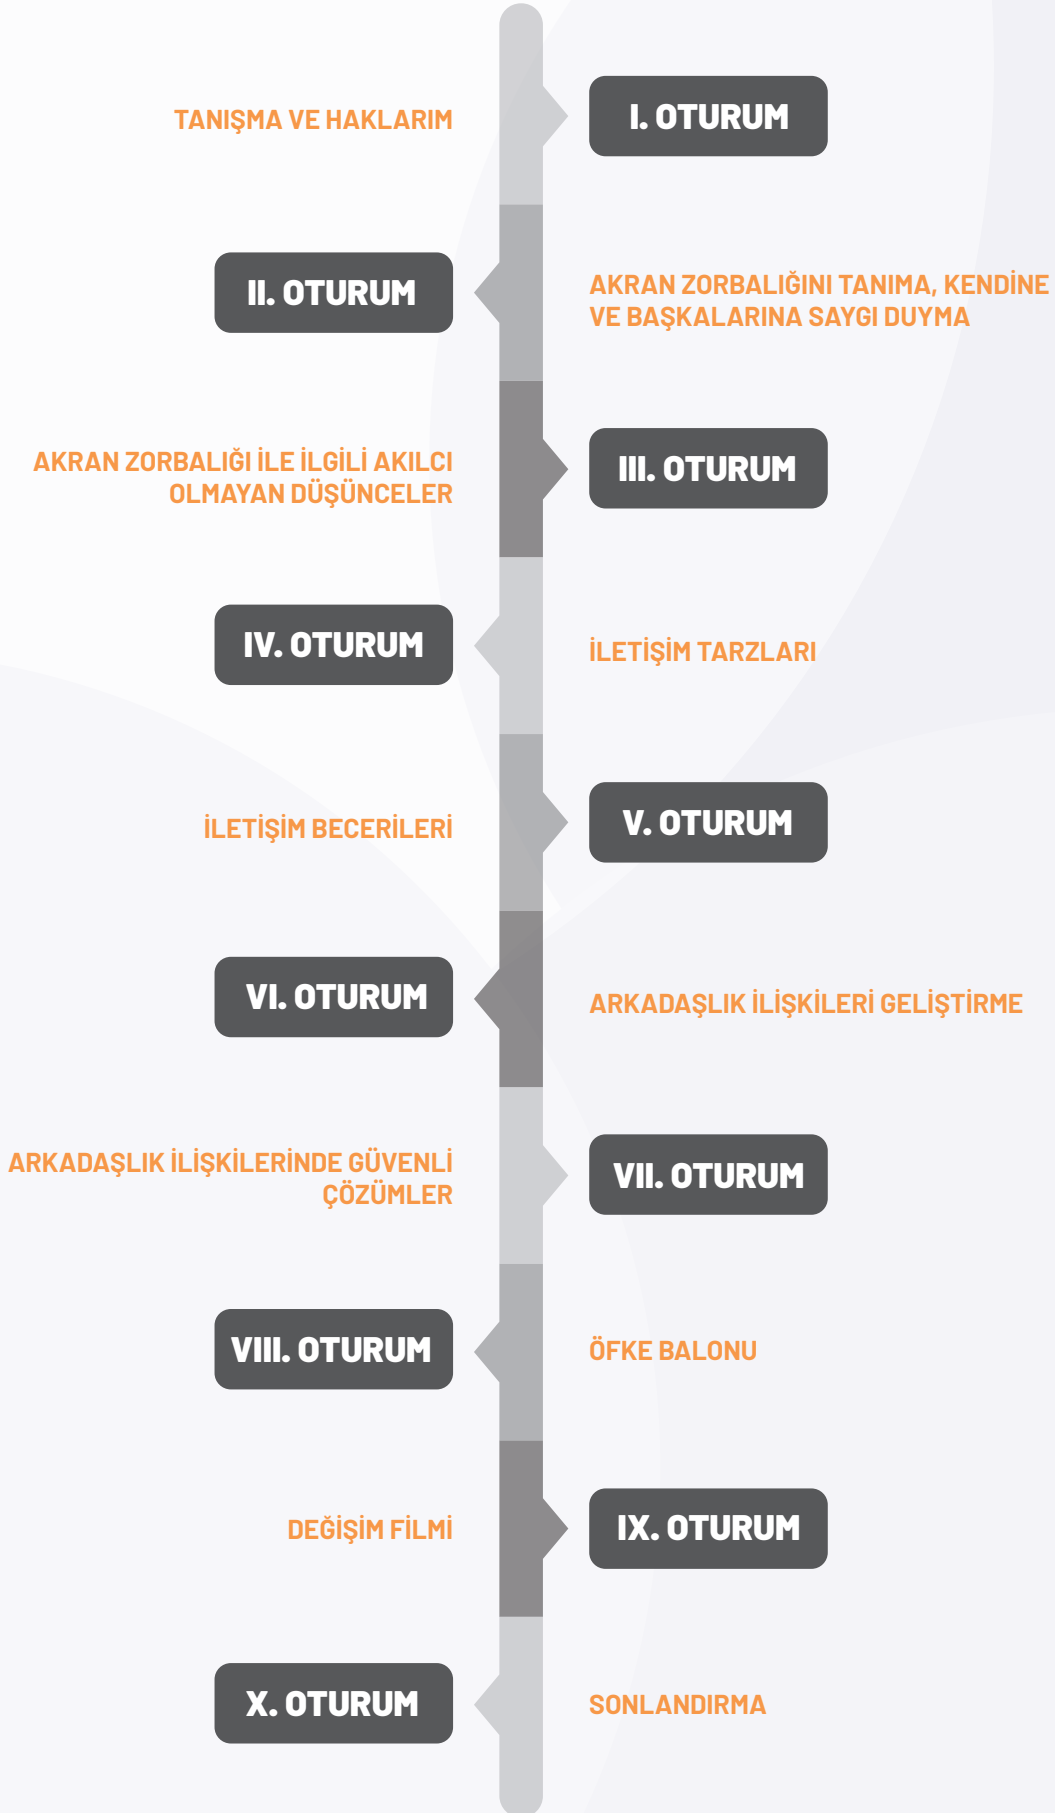 TANIŞMA VE HAKLARIM
I. OTURUM
II. OTURUM
AKRAN ZORBALIĞINI TANIMA, KENDİNE
VE BAŞKALARINA SAYGI DUYMA
AKRAN ZORBALIĞI İLE İLGİLİ AKILCI
OLMAYAN DÜŞÜNCELER
III. OTURUM
IV. OTURUM
İLETİŞİM TARZLARI
İLETİŞİM BECERİLERİ
V. OTURUM
VI. OTURUM
ARKADAŞLIK İLİŞKİLERİ GELİŞTİRME
ARKADAŞLIK İLİŞKİLERİNDE GÜVENLİ
ÇÖZÜMLER
VII. OTURUM
VIII. OTURUM
ÖFKE BALONU
DEĞİŞİM FİLMİ
IX. OTURUM
X. OTURUM
SONLANDIRMA